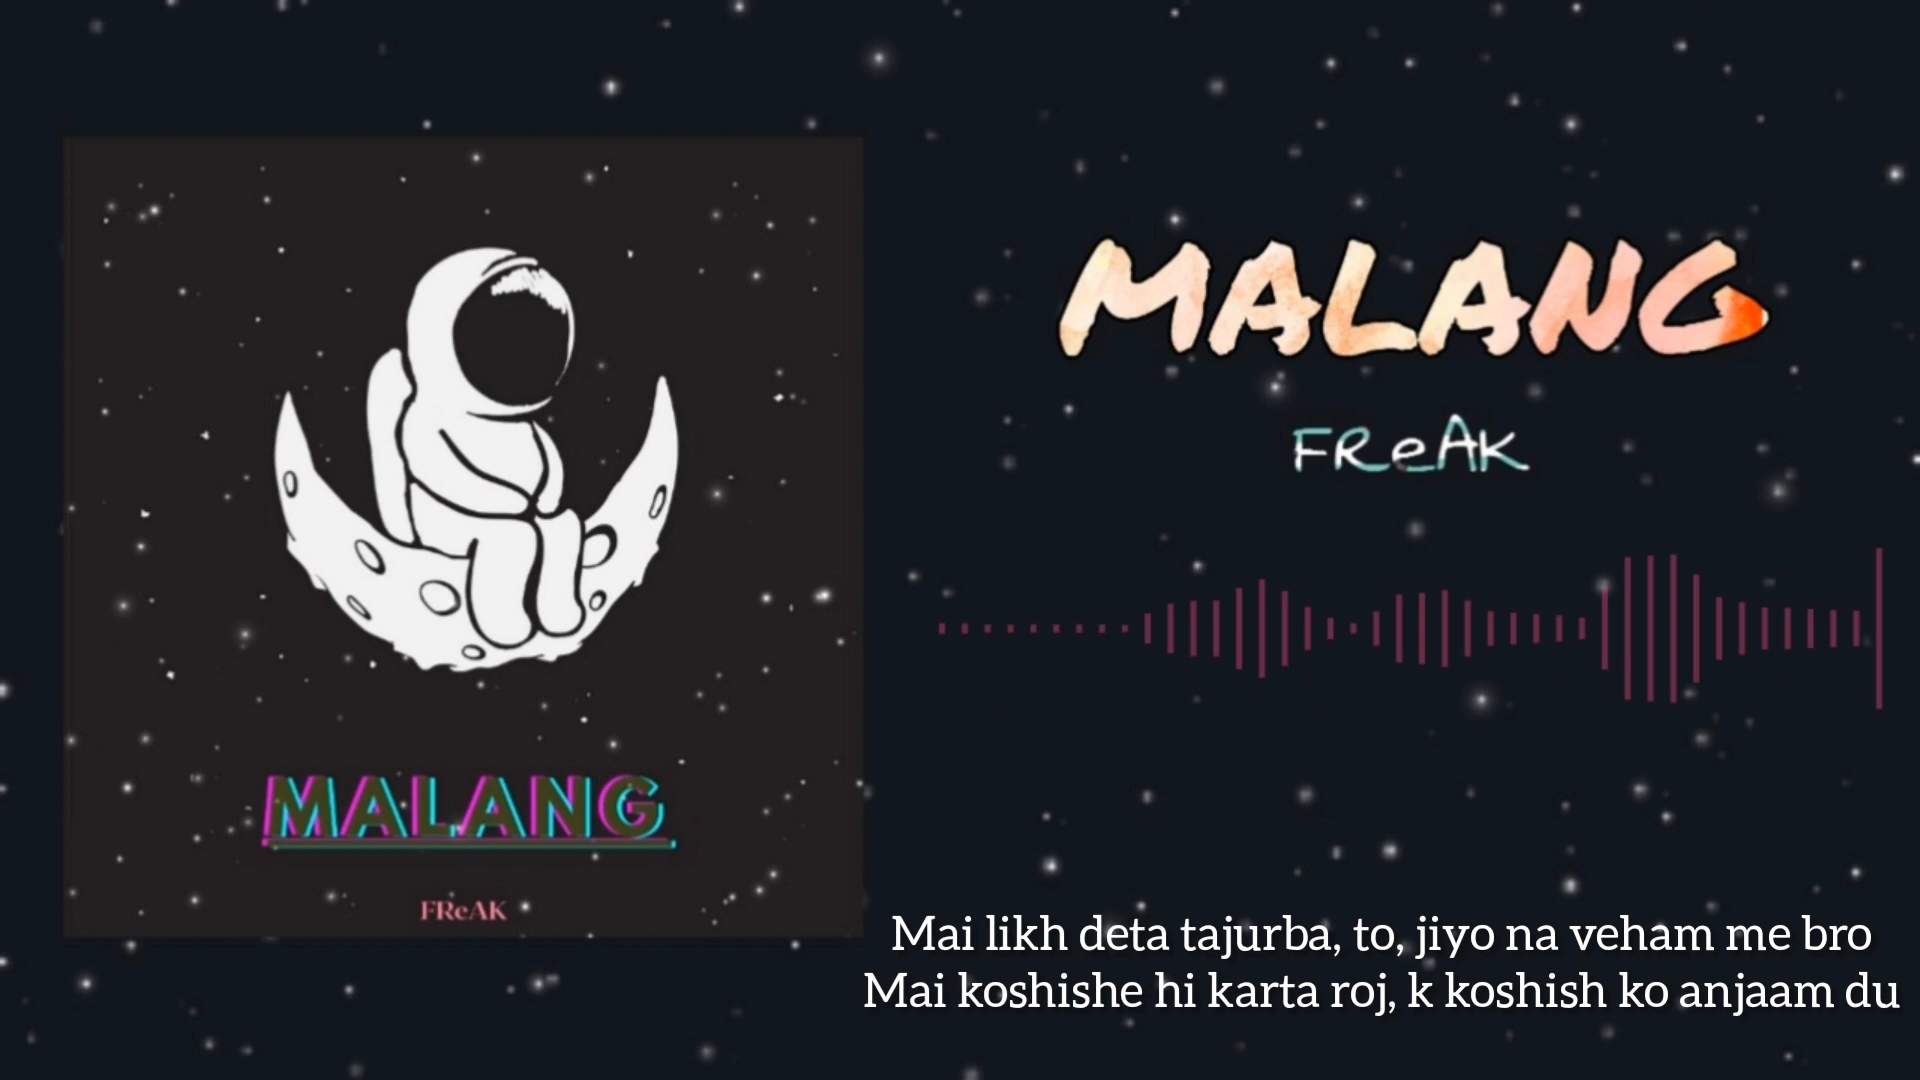 MALANG
FReAK
MALANG
FReAK
Mai likh deta tajurba, to, jiyo na veham me bro
Mai koshishe hi karta roj, k koshish ko anjaam du